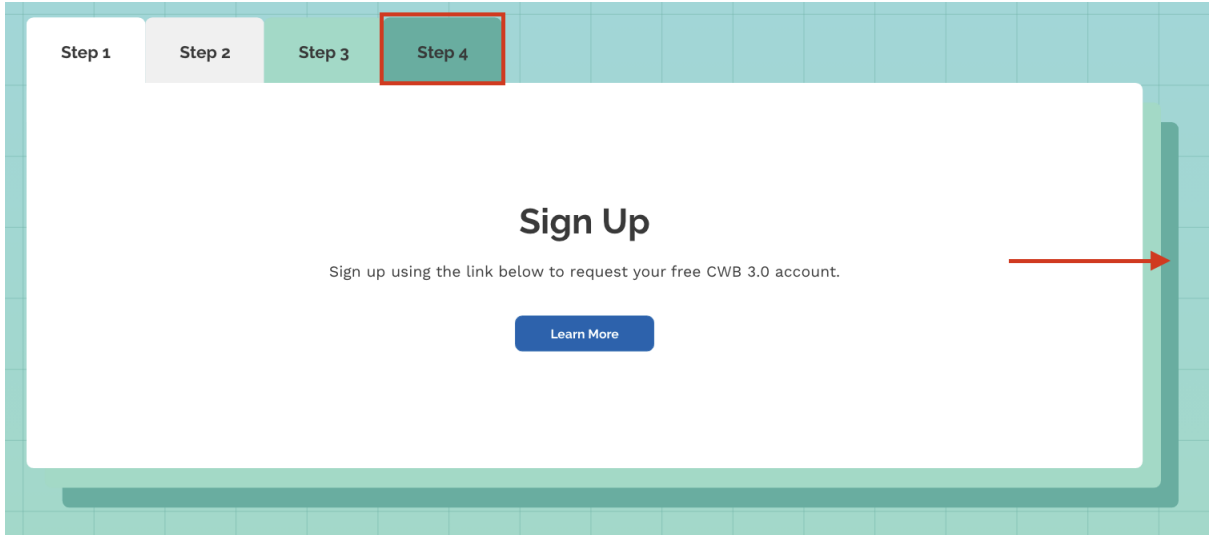 Step 1 Step 2 Step 3 Step 4
Sign Up
Sign up using the link below to request your free CWB 3.0 account.
Learn More